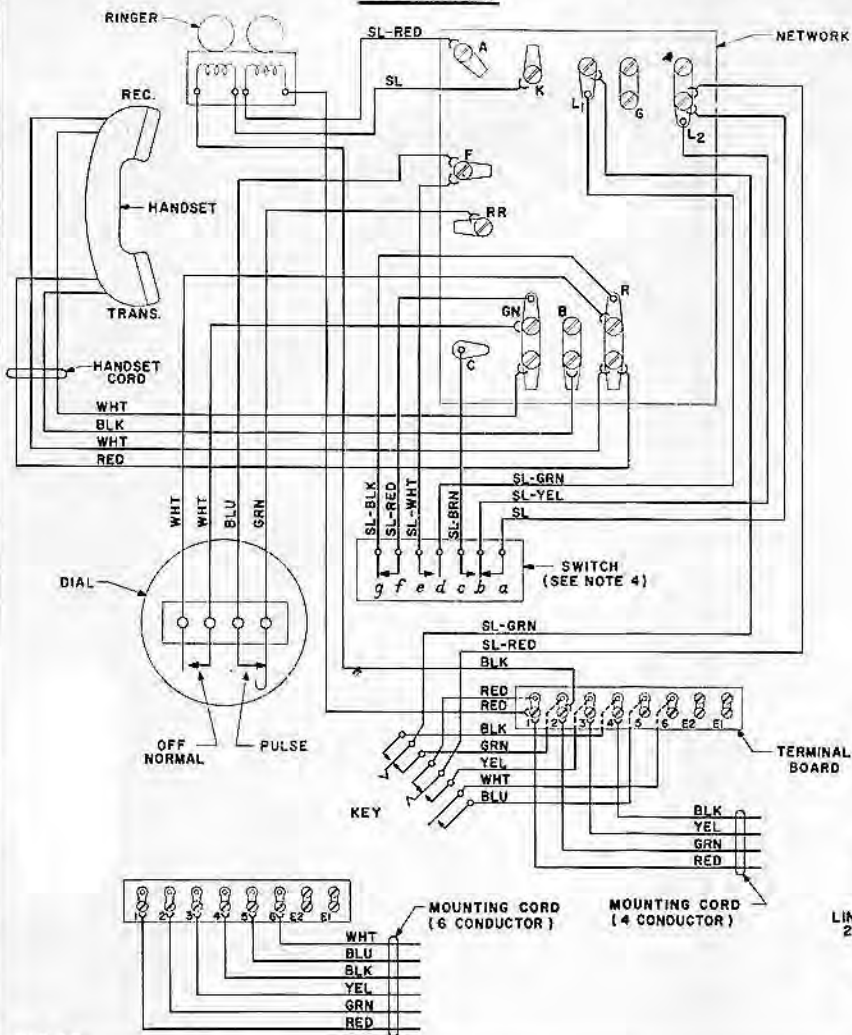 RINGER
SL-RED
A
NETWORK
K
SL
L1
G
L2
REC.
F
HANDSET
RR
TRANS.
R
GN
B
C
HANDSET
CORD
WHT
BLK
WHT
RED
SL-GRN
SL-YEL
SL
SL-BLK
SL-RED
SL-WHT
SL-BRN
WHT
WHT
BLU
GRN
SWITCH
(SEE NOTE 4)
g f e d c b a
DIAL
SL-GRN
SL-RED
BLK
RED
RED
1 2 3 4 5 6 E2 E1
BLK
GRN
YEL
WHT
BLU
TERMINAL
BOARD
OFF
NORMAL
PULSE
KEY
BLK
YEL
GRN
RED
1 2 3 4 5 6 E2 E1
MOUNTING CORD
(6 CONDUCTOR)
MOUNTING CORD
(4 CONDUCTOR)
WHT
BLU
BLK
YEL
GRN
RED